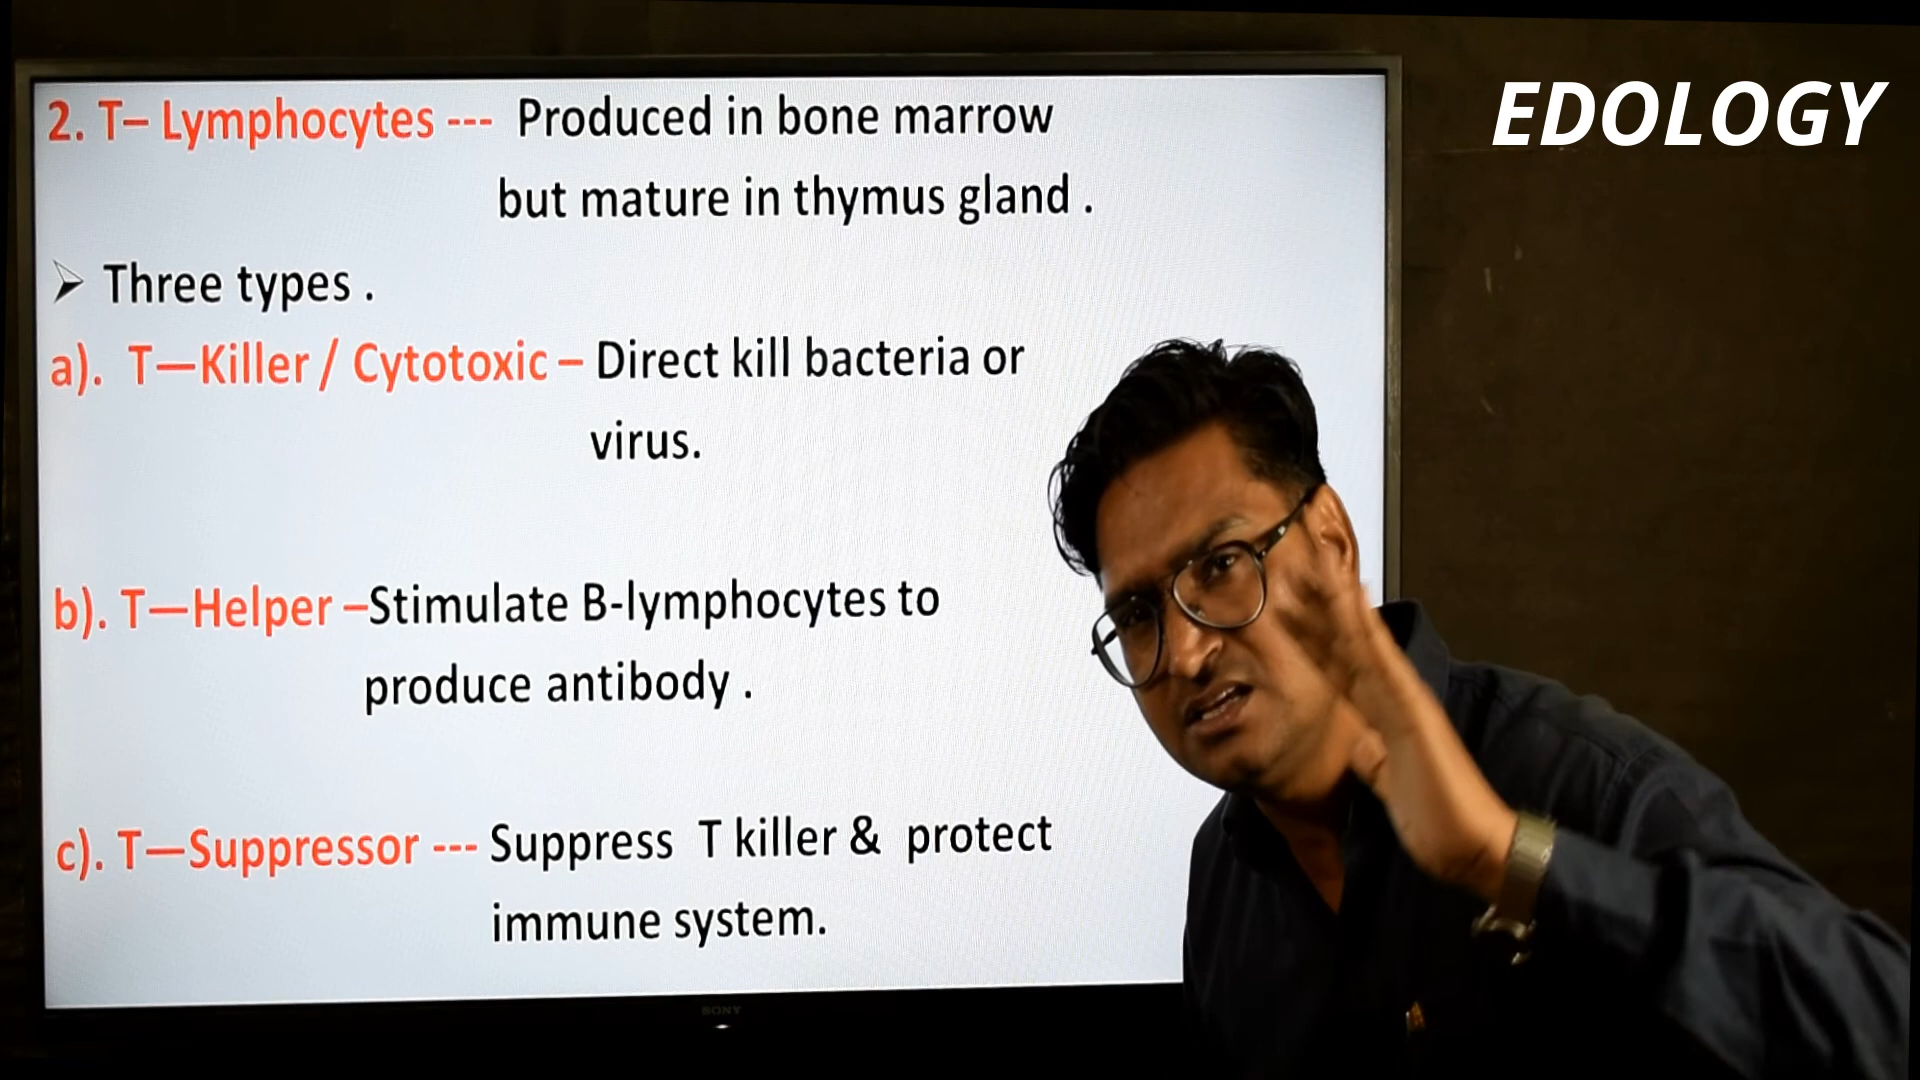 EDOLOGY
2. T– Lymphocytes --- Produced in bone marrow
but mature in thymus gland .
➢ Three types .
a). T—Killer / Cytotoxic – Direct kill bacteria or
virus.
b). T—Helper –Stimulate B-lymphocytes to
produce antibody .
c). T—Suppressor --- Suppress T killer & protect
immune system.
SONY